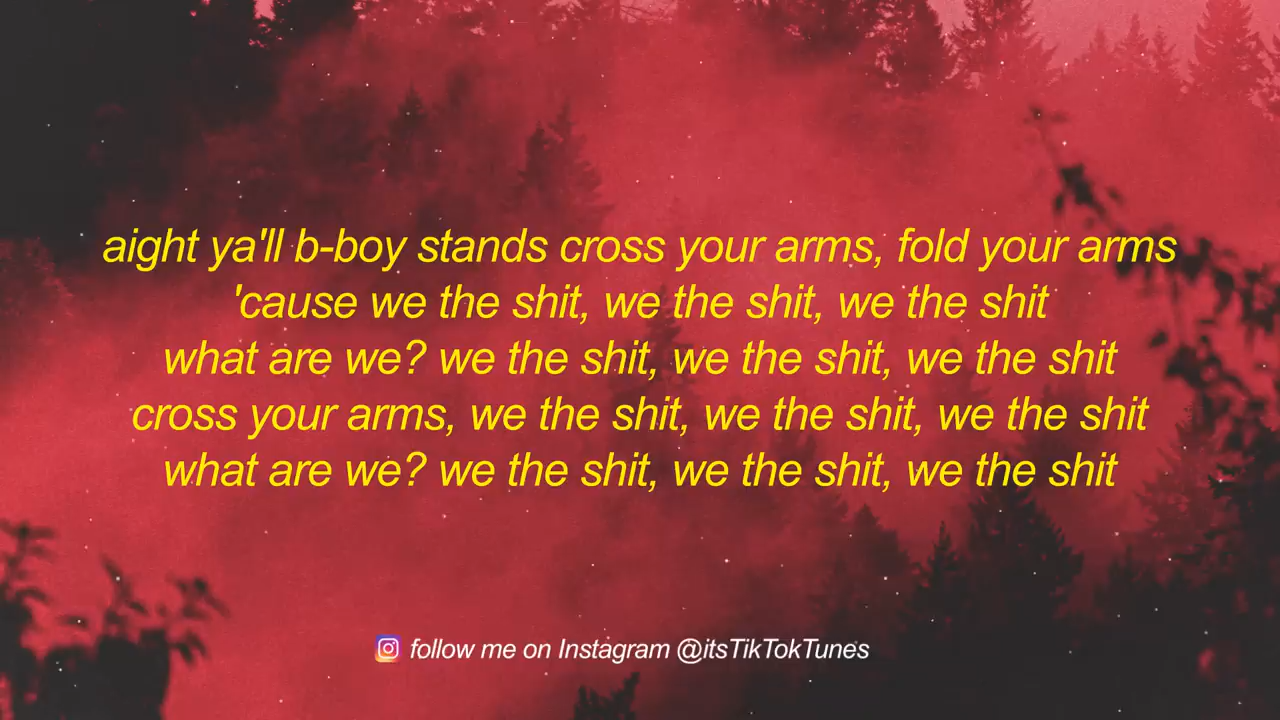 aight ya'll b-boy stands cross your arms, fold your arms
'cause we the shit, we the shit, we the shit
what are we? we the shit, we the shit, we the shit
cross your arms, we the shit, we the shit, we the shit
what are we? we the shit, we the shit, we the shit
follow me on Instagram @itsTikTokTunes